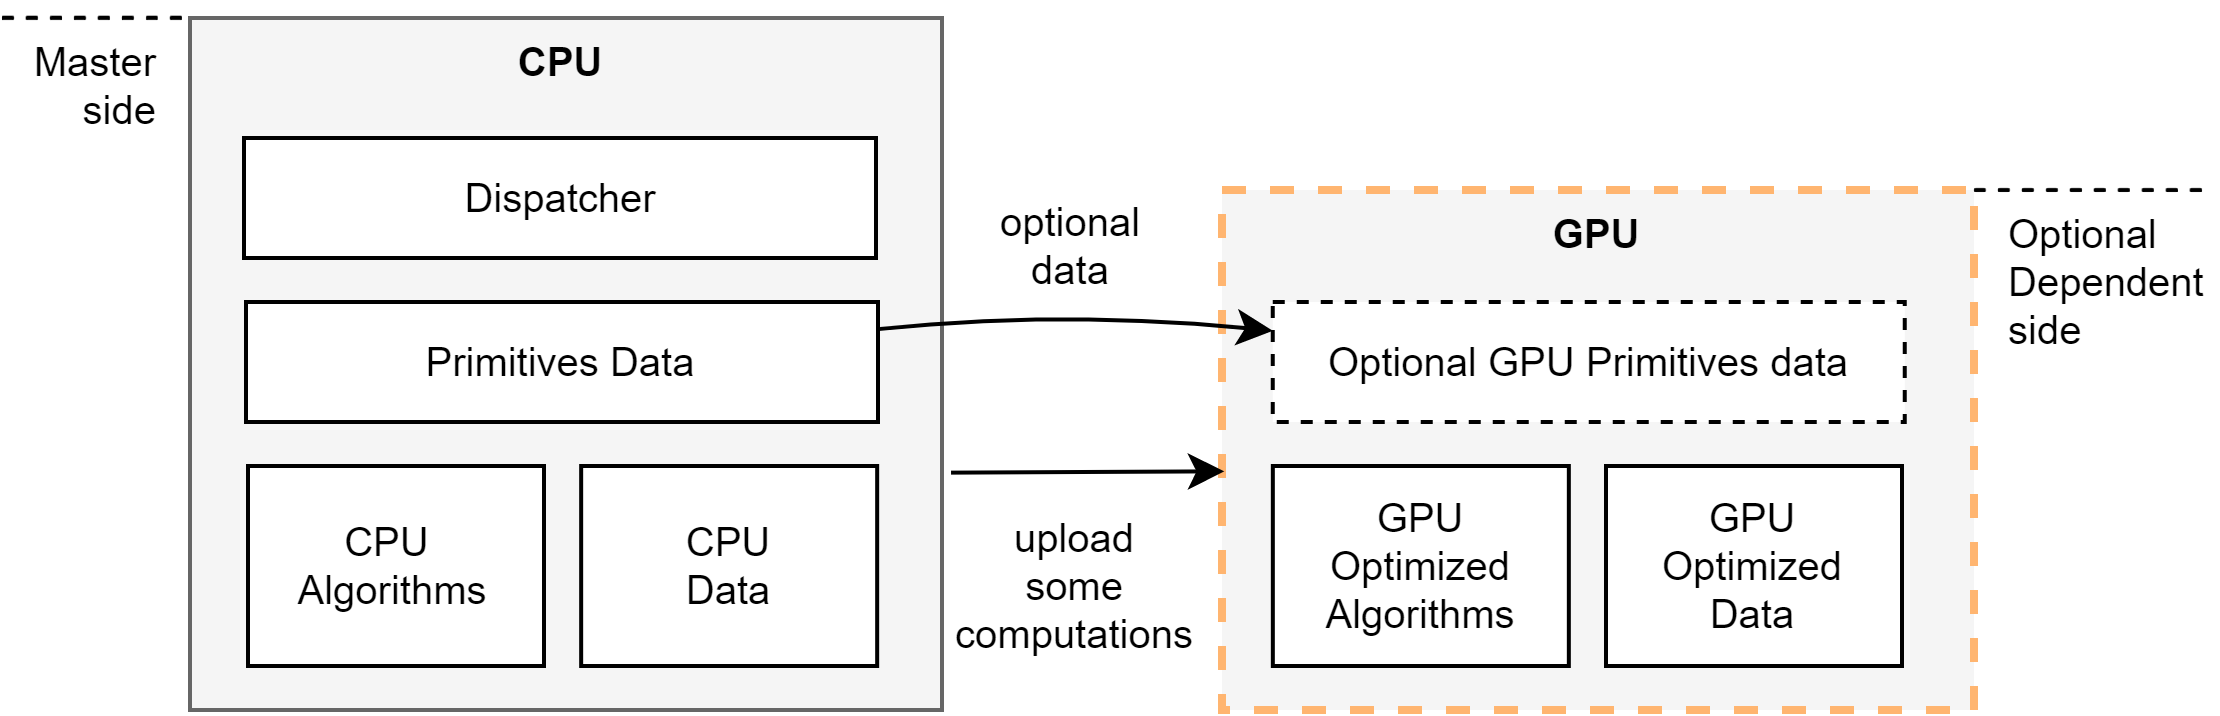 Master
side
CPU
Dispatcher
Primitives Data
CPU
Algorithms
CPU
Data
optional
data
upload
some
computations
GPU
Optional GPU Primitives data
GPU
Optimized
Algorithms
GPU
Optimized
Data
Optional
Dependent
side